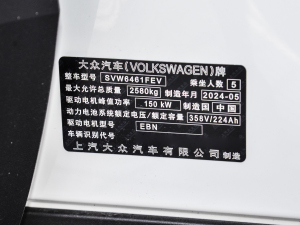 大众汽车(VOLKSWAGEN)牌
整车型号 SVW6461FEV 乘坐人数 5
最大允许总质量 2580kg 制造年月 2024-05
驱动电机峰值功率 150kW 制造国 中国
动力电池系统额定电压/额定容量 358V/224Ah
驱动电机型号 EBN
车辆识别代号
上汽大众汽车有限公司 制造